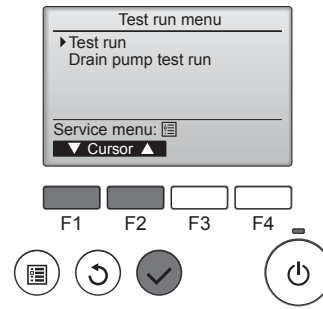 Test run menu
Test run
Drain pump test run
Service menu:
▼ Cursor ▲
F1 F2 F3 F4